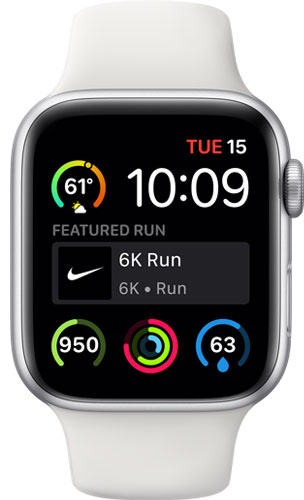 TUE 15
61°
10:09
FEATURED RUN
6K Run
6K • Run
950
63